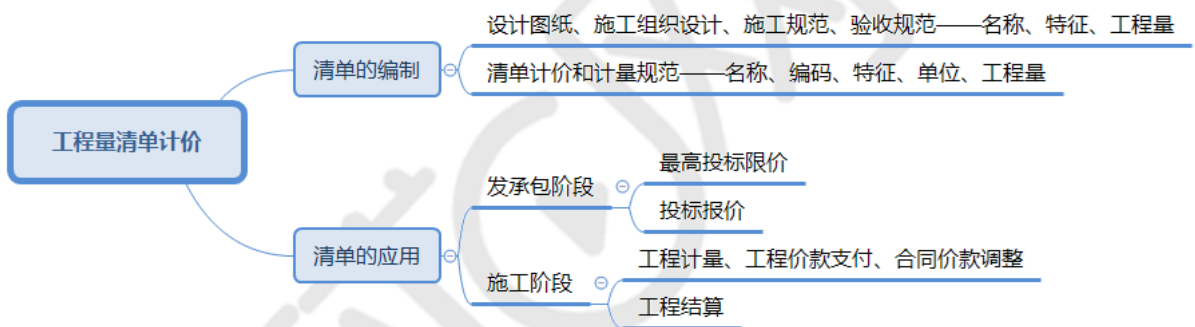 设计图纸、施工组织设计、施工规范、验收规范——名称、特征、工程量
清单的编制
清单计价和计量规范——名称、编码、特征、单位、工程量
工程量清单计价
最高投标限价
发承包阶段
投标报价
清单的应用
工程计量、工程价款支付、合同价款调整
施工阶段
工程结算